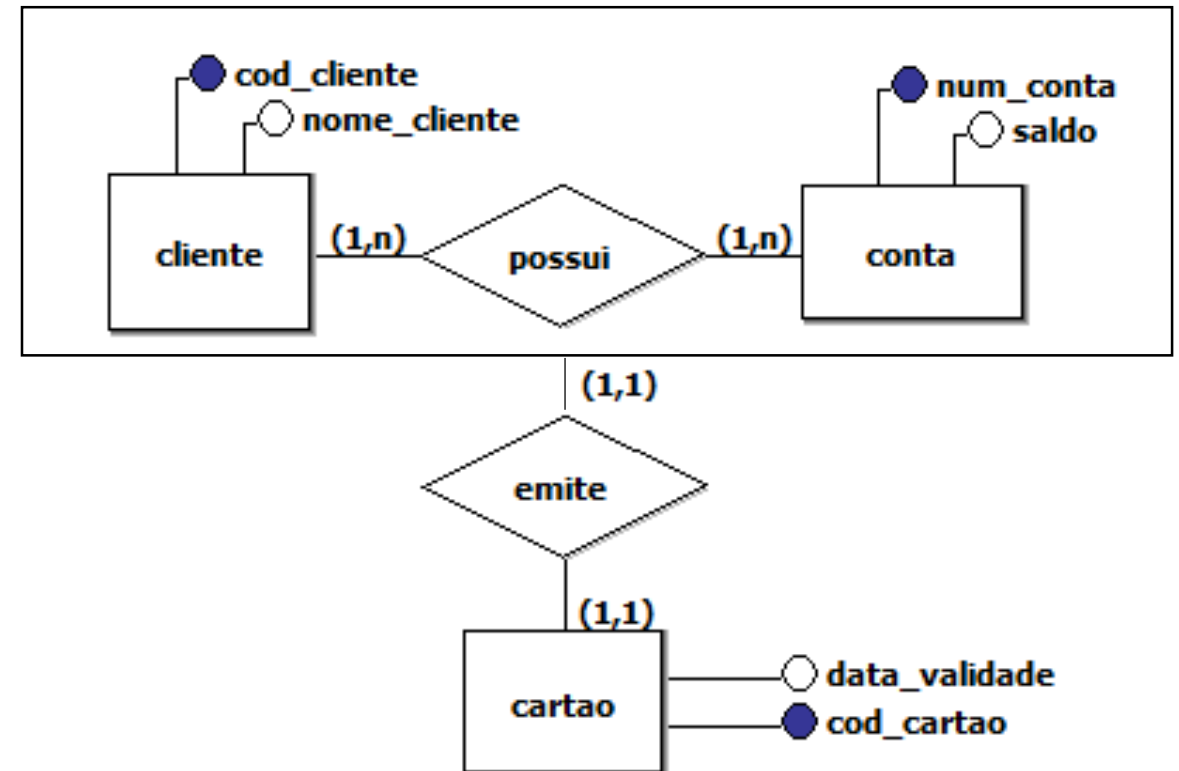 cod_cliente
nome_cliente
num_conta
saldo
cliente
(1,n)
possui
(1,n)
conta
(1,1)
emite
(1,1)
cartao
data_validade
cod_cartao